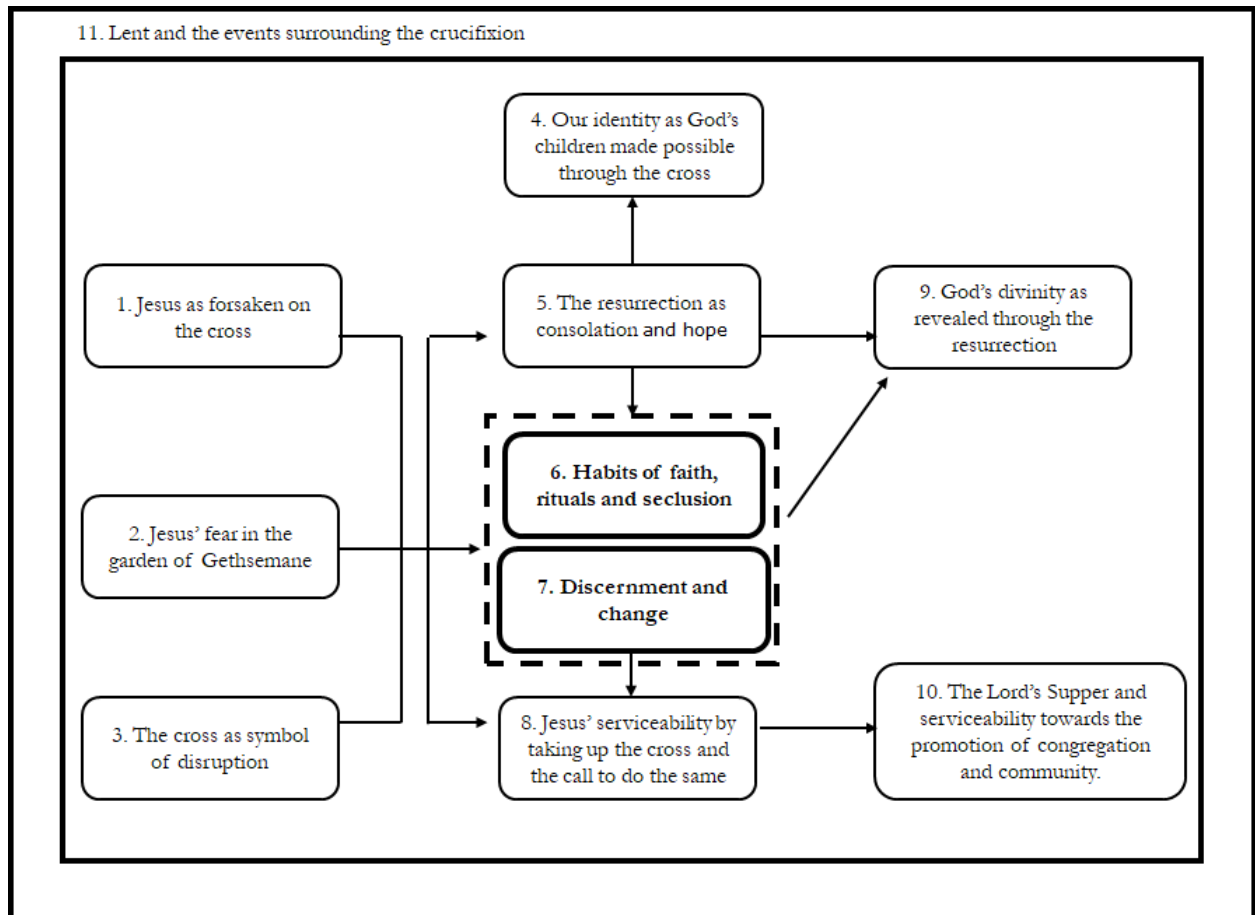 11. Lent and the events surrounding the crucifixion
4. Our identity as God’s
children made possible
through the cross
1. Jesus as forsaken on
the cross
5. The resurrection as
consolation and hope
9. God’s divinity as
revealed through the
resurrection
6. Habits of faith,
rituals and seclusion
2. Jesus’ fear in the
garden of Gethsemane
7. Discernment and
change
3. The cross as symbol
of disruption
8. Jesus’ serviceability by
taking up the cross and
the call to do the same
10. The Lord’s Supper and
serviceability towards the
promotion of congregation
and community.